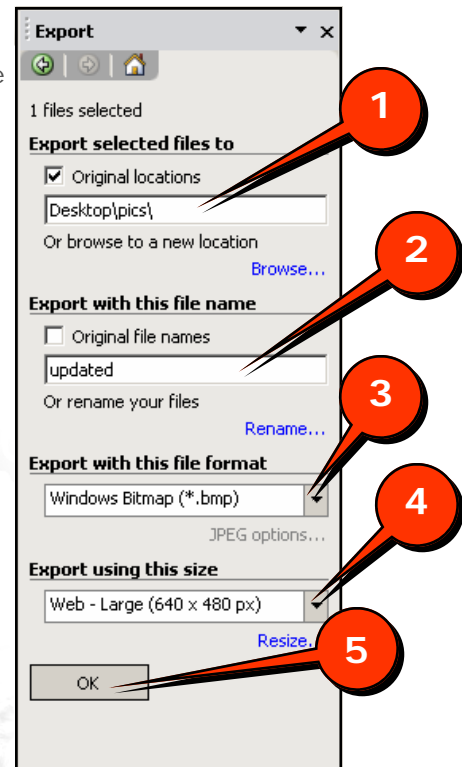 Export
e
1 files selected
1
Export selected files to
Original locations
Desktop\pics\
Or browse to a new location
2
Browse...
Export with this file name
Original file names
updated
Or rename your files
3
Rename...
Export with this file format
Windows Bitmap (*.bmp)
4
JPEG options...
Export using this size
Web - Large (640 x 480 px)
Resize.
5
OK